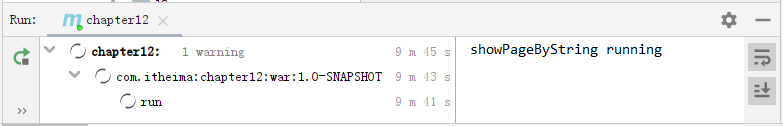 Run: chapter12
chapter12: 1 warning 9 m 45 s
com.itheima:chapter12:war:1.0-SNAPSHOT 9 m 43 s
run 9 m 41 s
showPageByString running